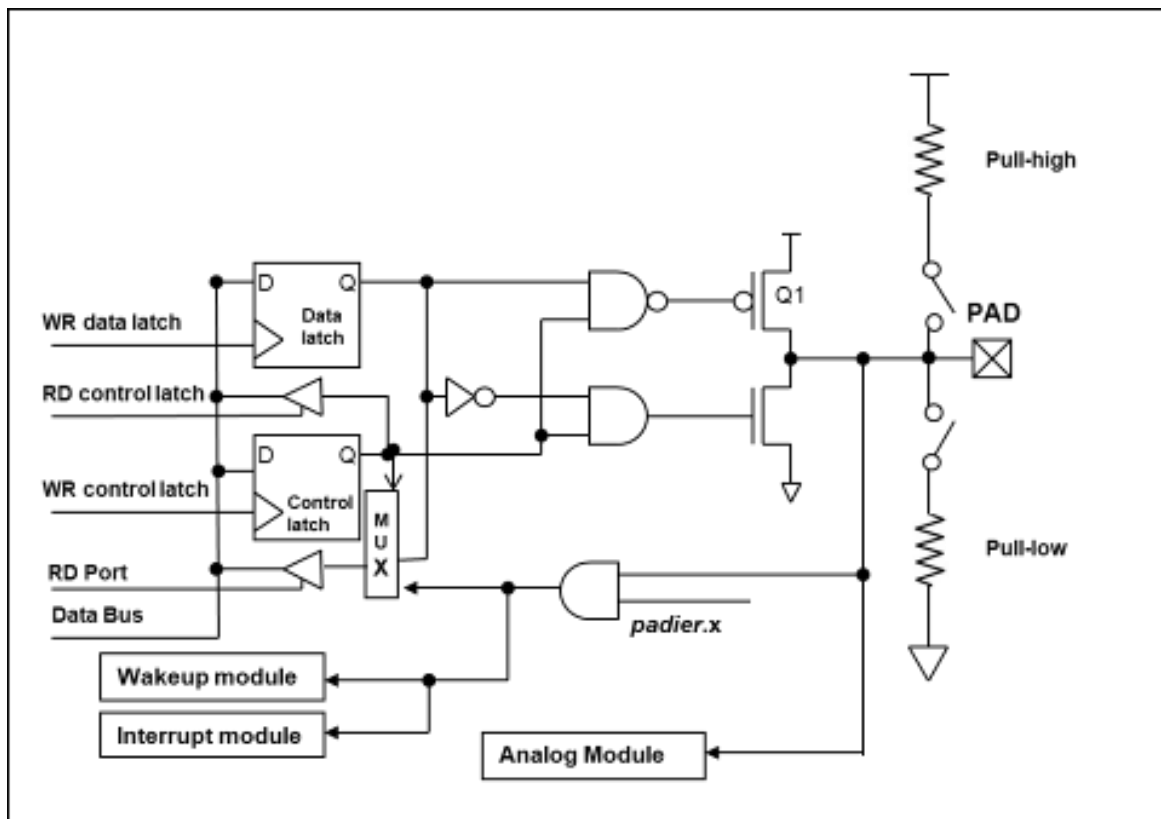 Pull-high
D
Q
Data
latch
Q1
PAD
WR data latch
RD control latch
D
Q
WR control latch
Control
latch
M
U
X
Pull-low
RD Port
Data Bus
padier.x
Wakeup module
Interrupt module
Analog Module